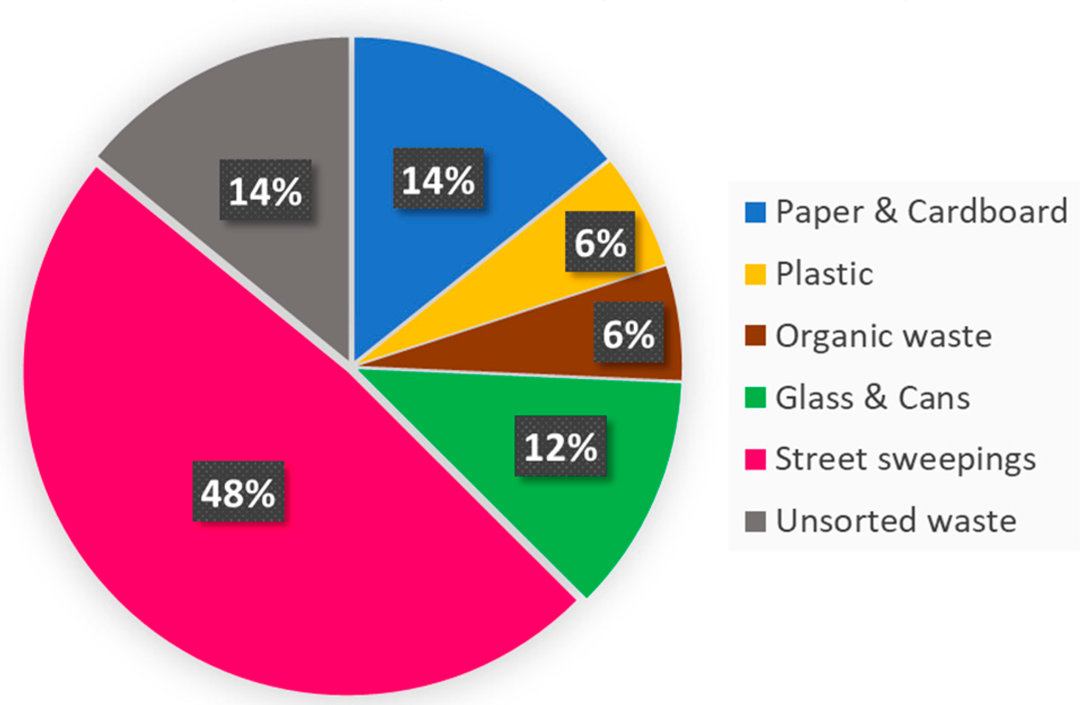 14%
14%
6%
6%
12%
48%
Paper & Cardboard
Plastic
Organic waste
Glass & Cans
Street sweepings
Unsorted waste